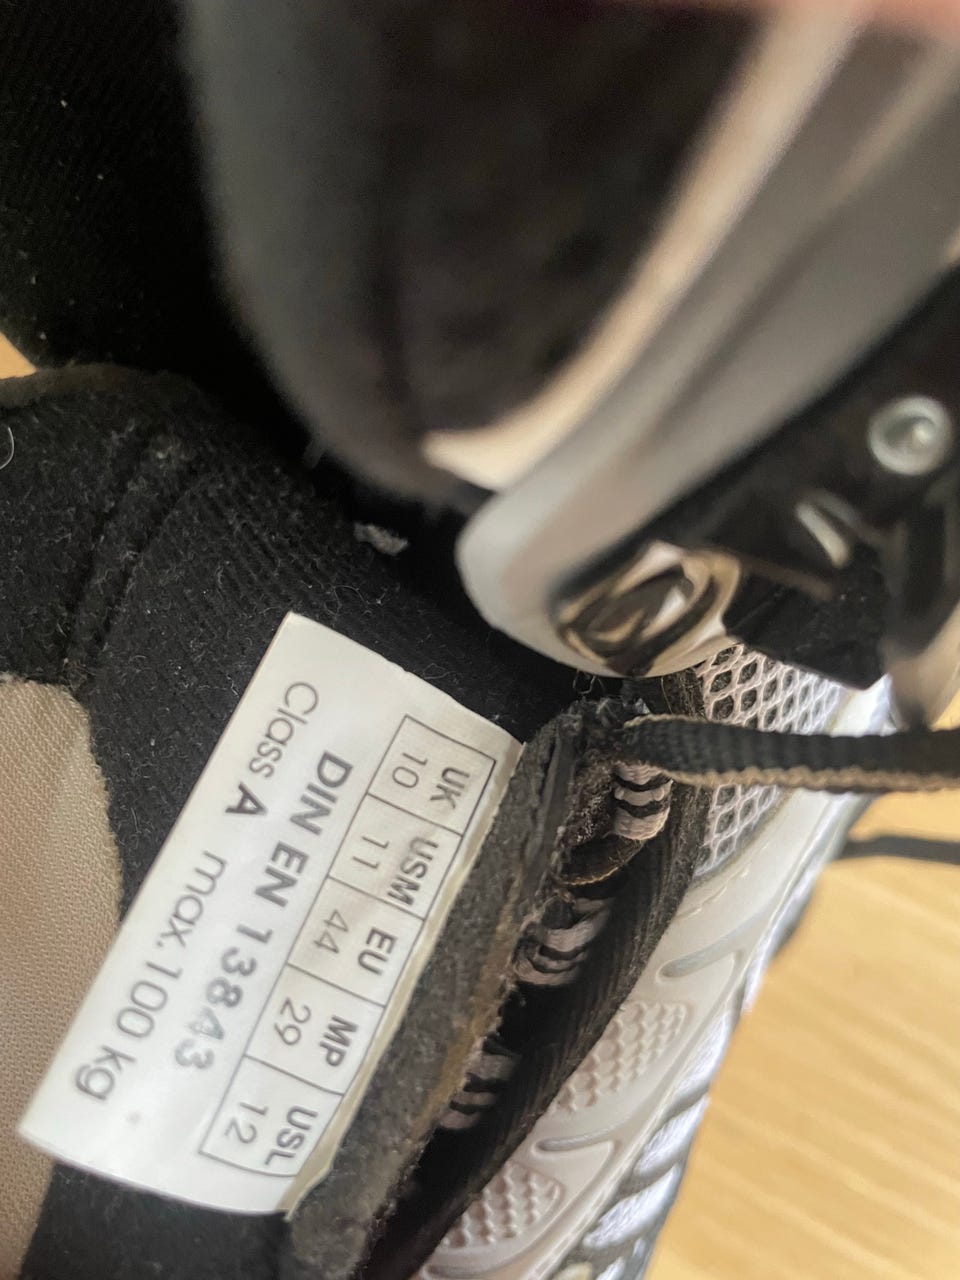 UK USM EU MP USL
10 11 44 29 12
DIN EN 13843
Class A max. 100 kg